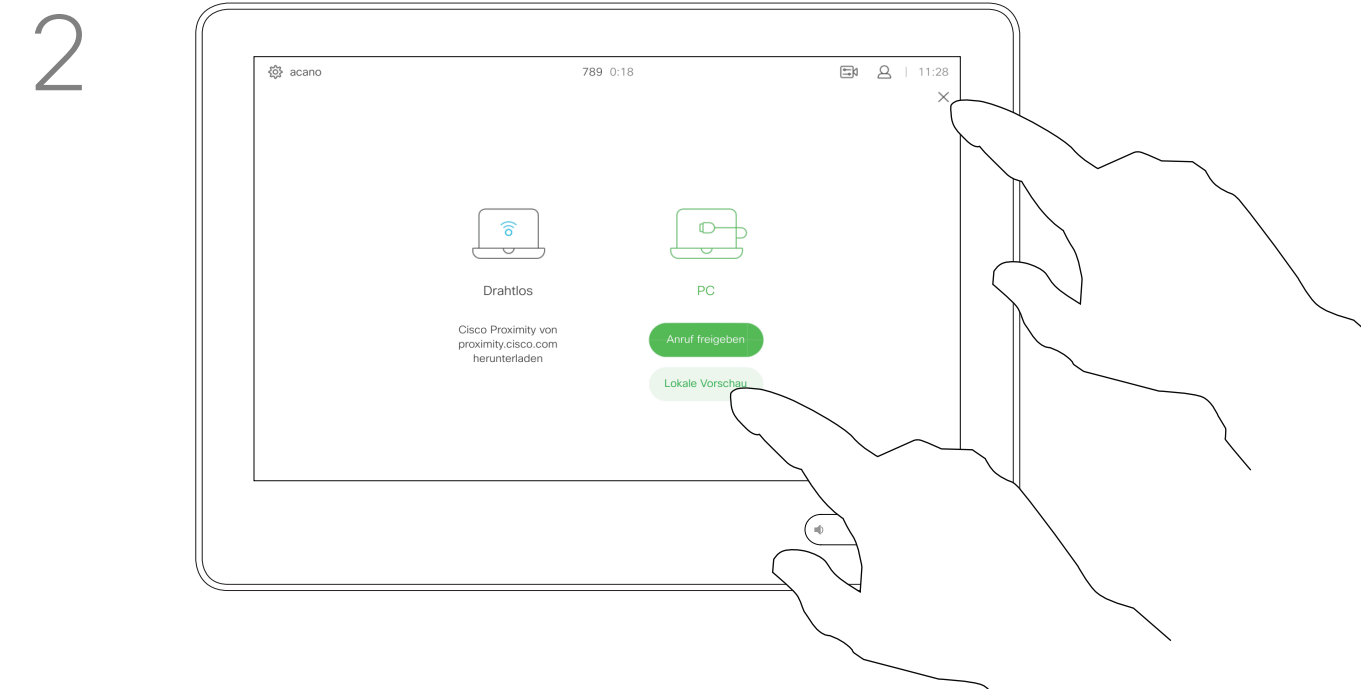 2
acano
789 0:18
11:28
Drahtlos
PC
Cisco Proximity von
proximity.cisco.com
herunterladen
Anruf freigeben
Lokale Vorschau